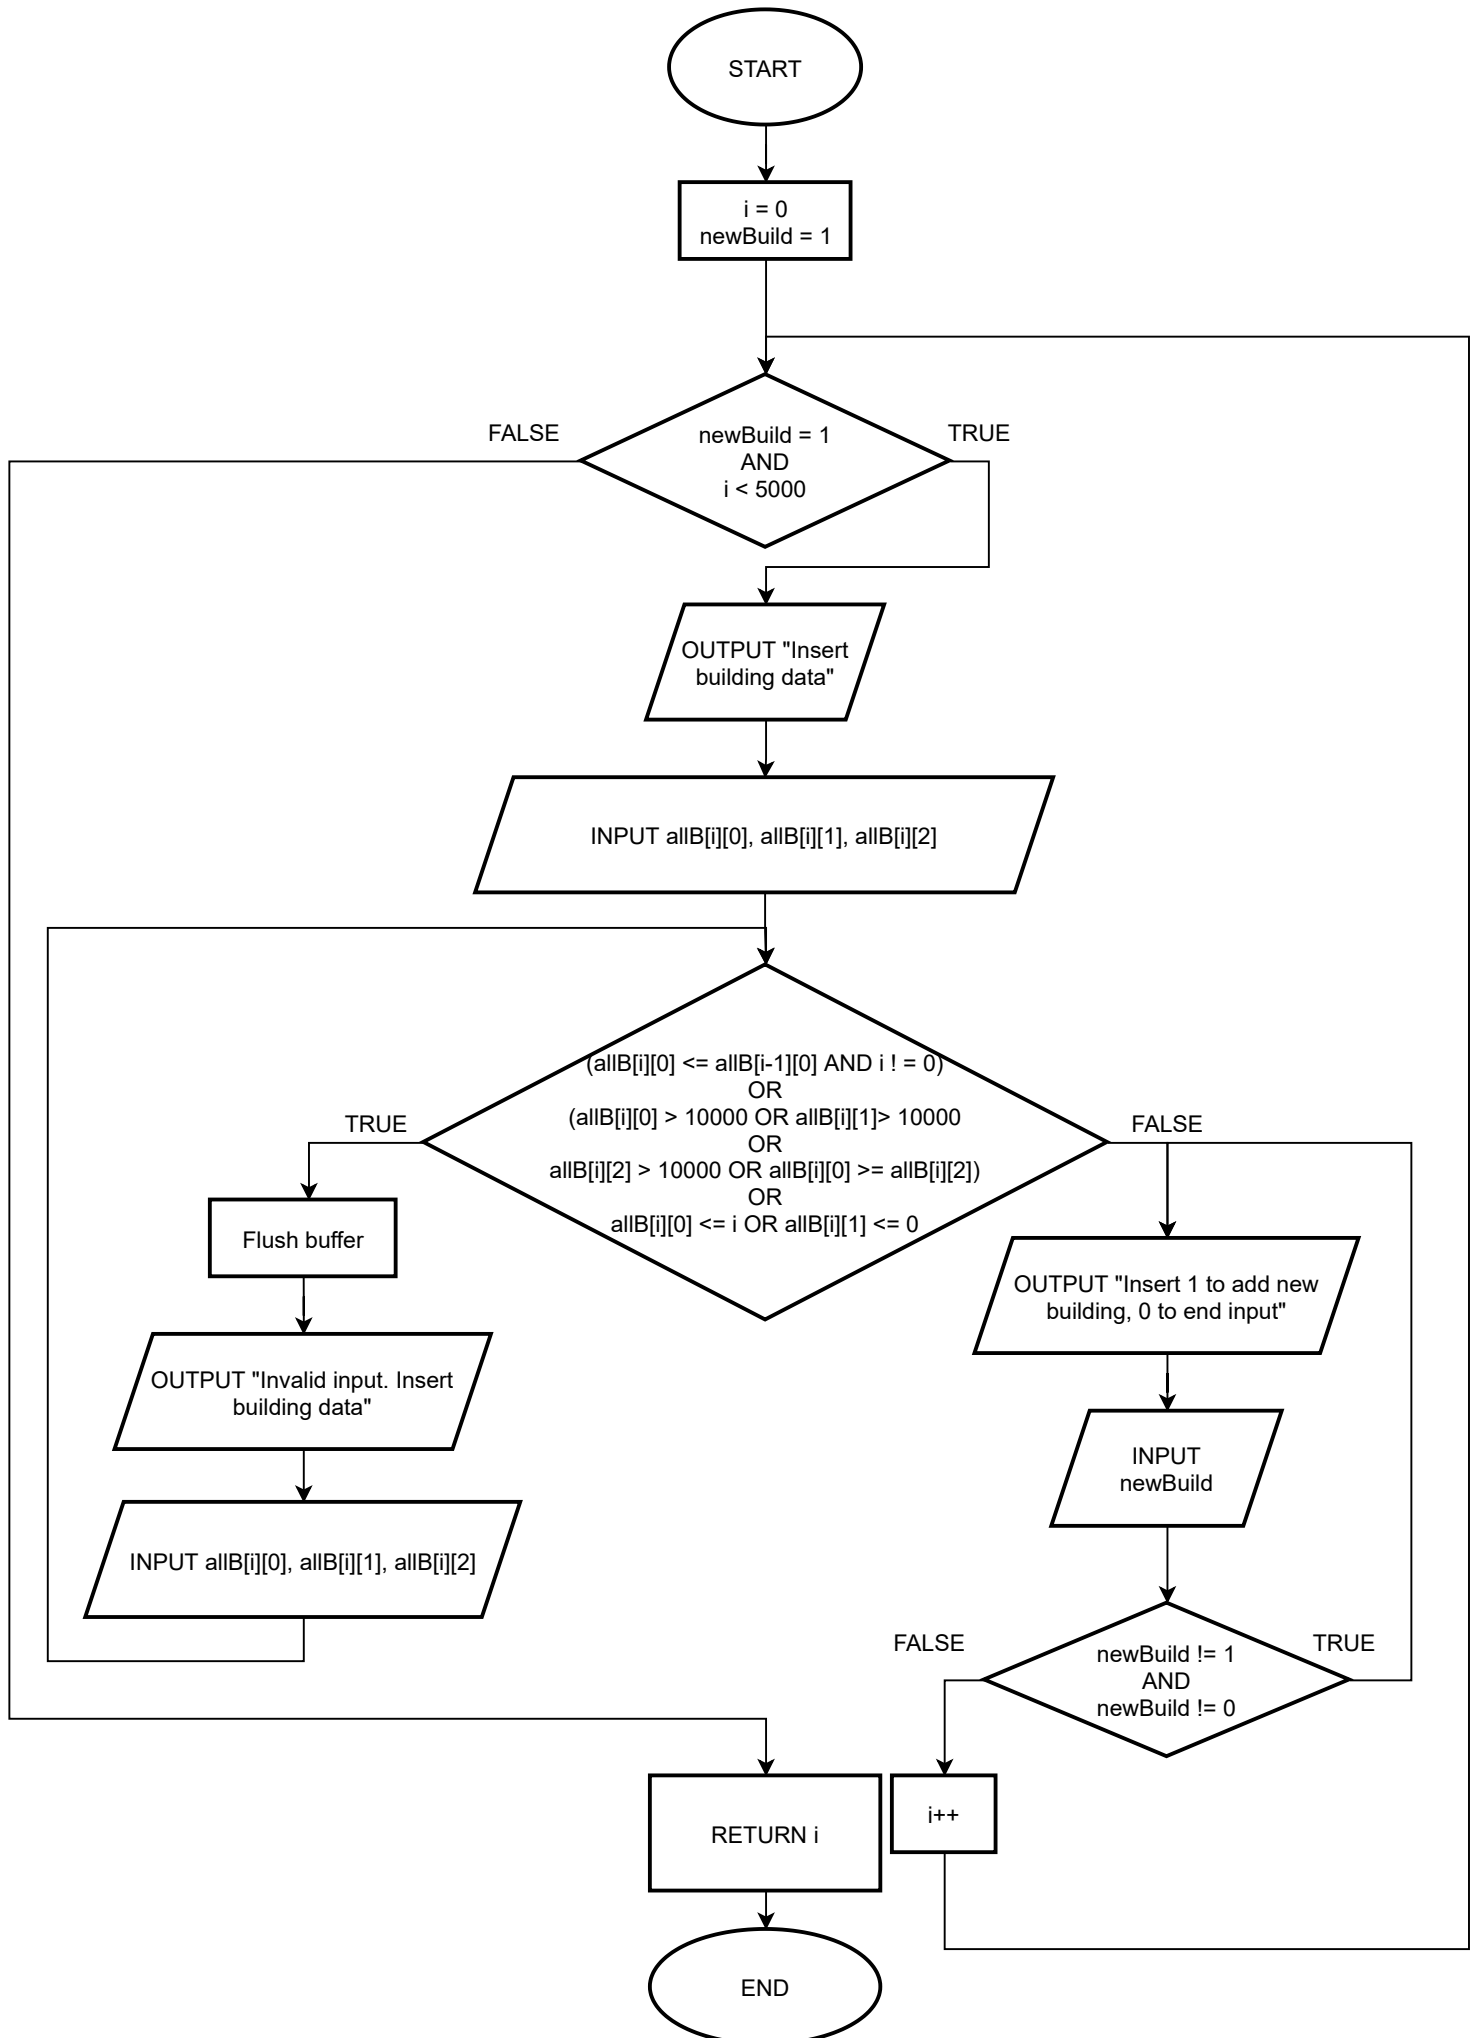 START
i = 0
newBuild = 1
FALSE
newBuild = 1
AND
i < 5000
TRUE
OUTPUT "Insert
building data"
INPUT allB[i][0], allB[i][1], allB[i][2]
(allB[i][0] <= allB[i-1][0] AND i ! = 0)
OR
(allB[i][0] > 10000 OR allB[i][1]> 10000
OR
allB[i][2] > 10000 OR allB[i][0] >= allB[i][2])
OR
allB[i][0] <= i OR allB[i][1] <= 0
TRUE
FALSE
Flush buffer
OUTPUT "Invalid input. Insert
building data"
INPUT allB[i][0], allB[i][1], allB[i][2]
OUTPUT "Insert 1 to add new
building, 0 to end input"
INPUT
newBuild
FALSE
newBuild != 1
AND
newBuild != 0
TRUE
RETURN i
i++
END